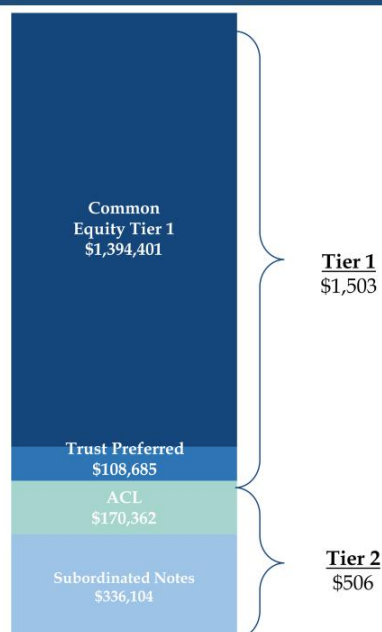 Common
Equity Tier 1
$1,394,401
Tier 1
$1,503
Trust Preferred
$108,685
ACL
$170,362
Tier 2
$506
Subordinated Notes
$336,104